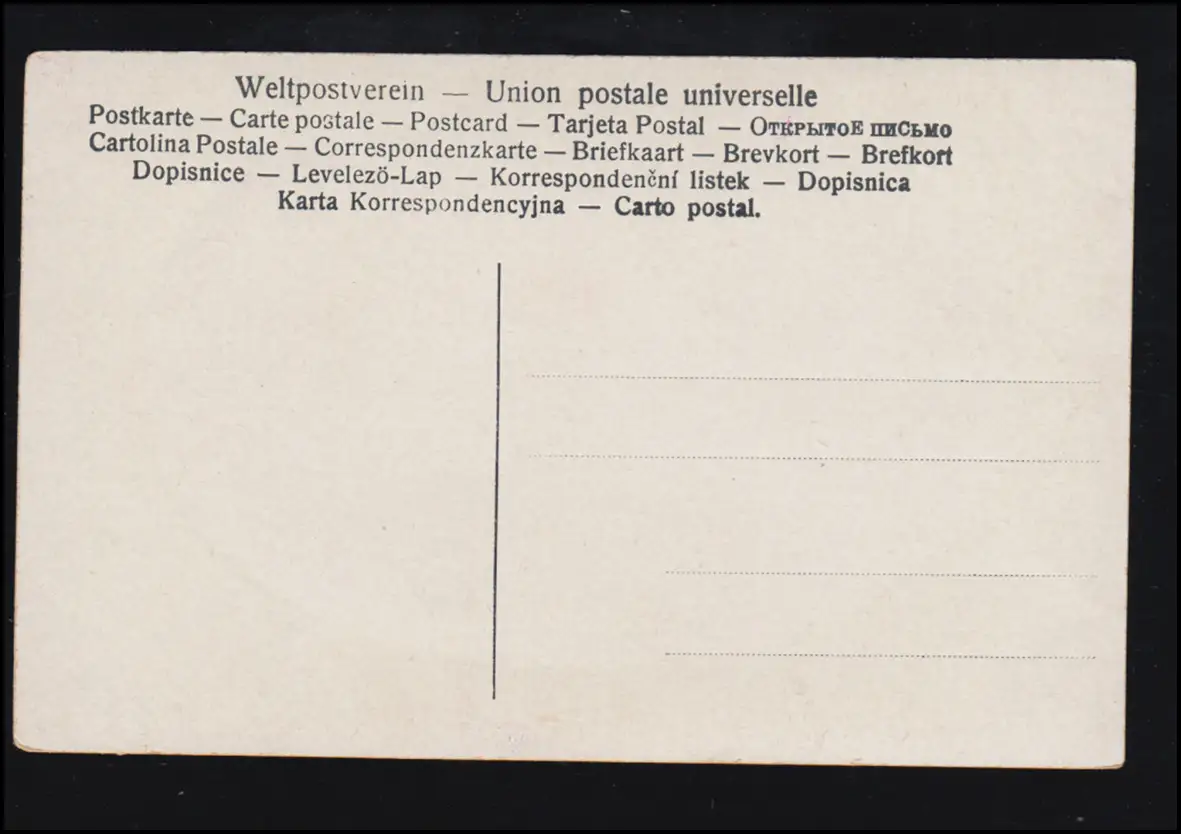 Weltpostverein — Union postale universelle
Postkarte — Carte postale — Postcard — Tarjeta Postal — Открытое письмо
Cartolina Postale — Correspondenzkarte — Briefkaart — Brevkort — Brefkort
Dopisnice — Levelezö-Lap — Korrespondenčni listek — Dopisnica
Karta Korrespondencyjna — Carto postal.